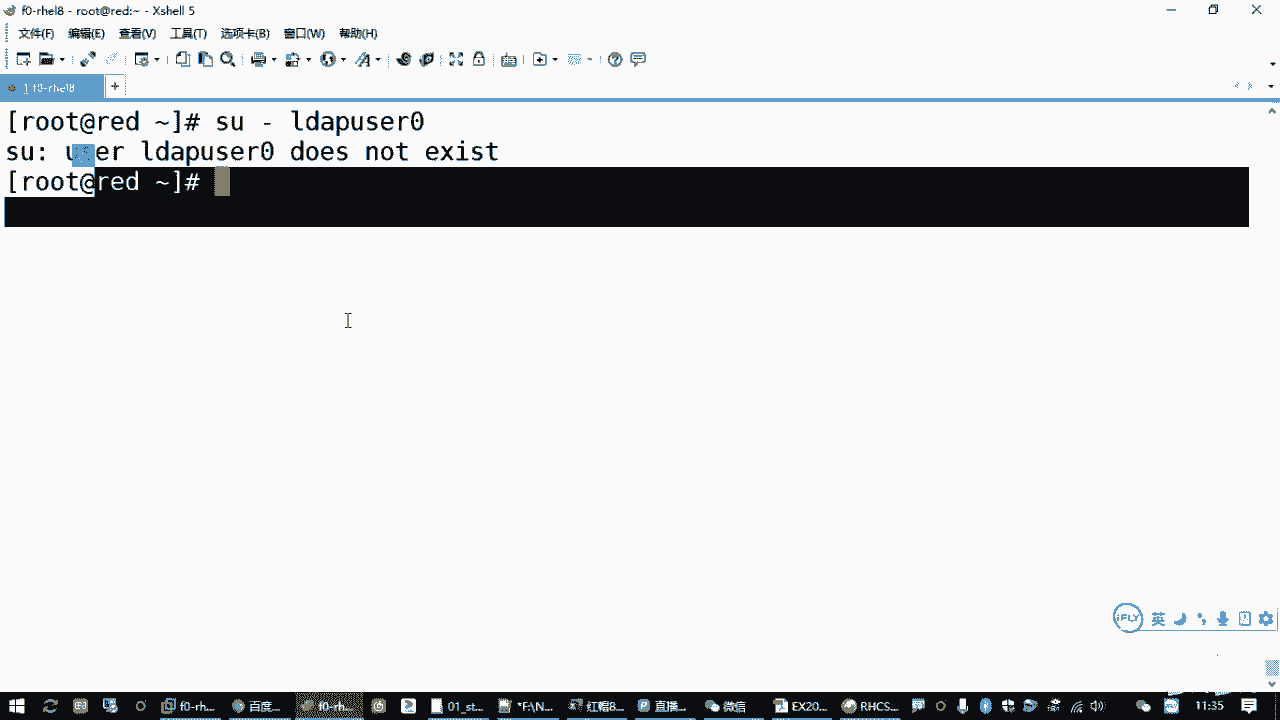 f0-rhel8 - root@red:~ - Xshell 5
文件(F) 编辑(E) 查看(V) 工具(T) 选项卡(B) 窗口(W) 帮助(H)
1 f0-rhel8
[root@red ~]# su - ldapuser0
su: user ldapuser0 does not exist
[root@red ~]#
iFLY 英
f0-rh... 百度... f0-rh... 01_st... *F:\N... 红帽8... 直播... 微信 EX20... RHCS... 11:35